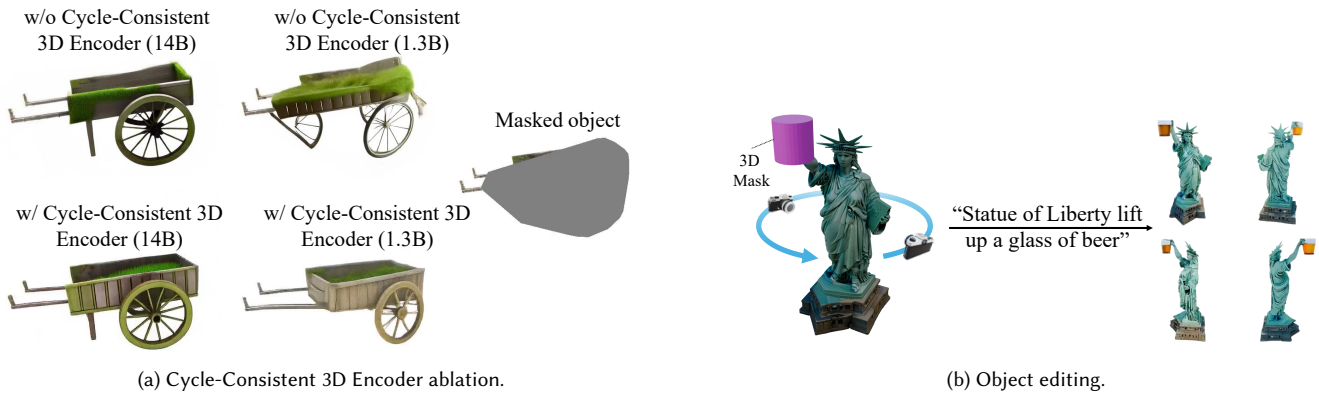 w/o Cycle-Consistent
3D Encoder (14B)
w/o Cycle-Consistent
3D Encoder (1.3B)
Masked object
w/ Cycle-Consistent 3D
Encoder (14B)
w/ Cycle-Consistent 3D
Encoder (1.3B)
(a) Cycle-Consistent 3D Encoder ablation.
3D
Mask
“Statue of Liberty lift
up a glass of beer”
(b) Object editing.